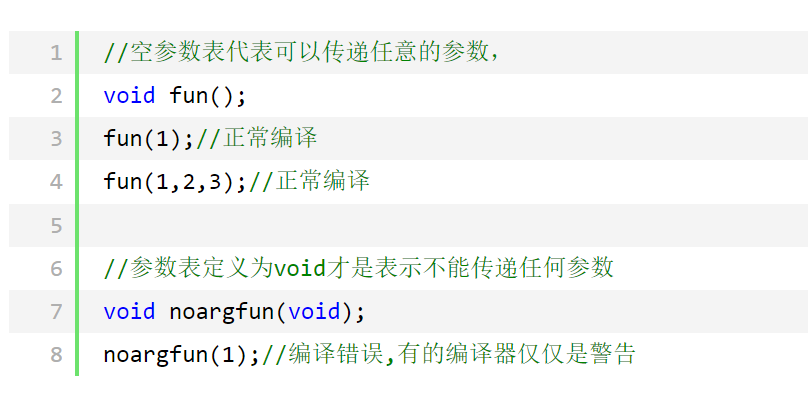 1 //空参数表代表可以传递任意的参数，
2 void fun();
3 fun(1);//正常编译
4 fun(1,2,3);//正常编译
5
6 //参数表定义为void才是表示不能传递任何参数
7 void noargfun(void);
8 noargfun(1);//编译错误,有的编译器仅仅是警告